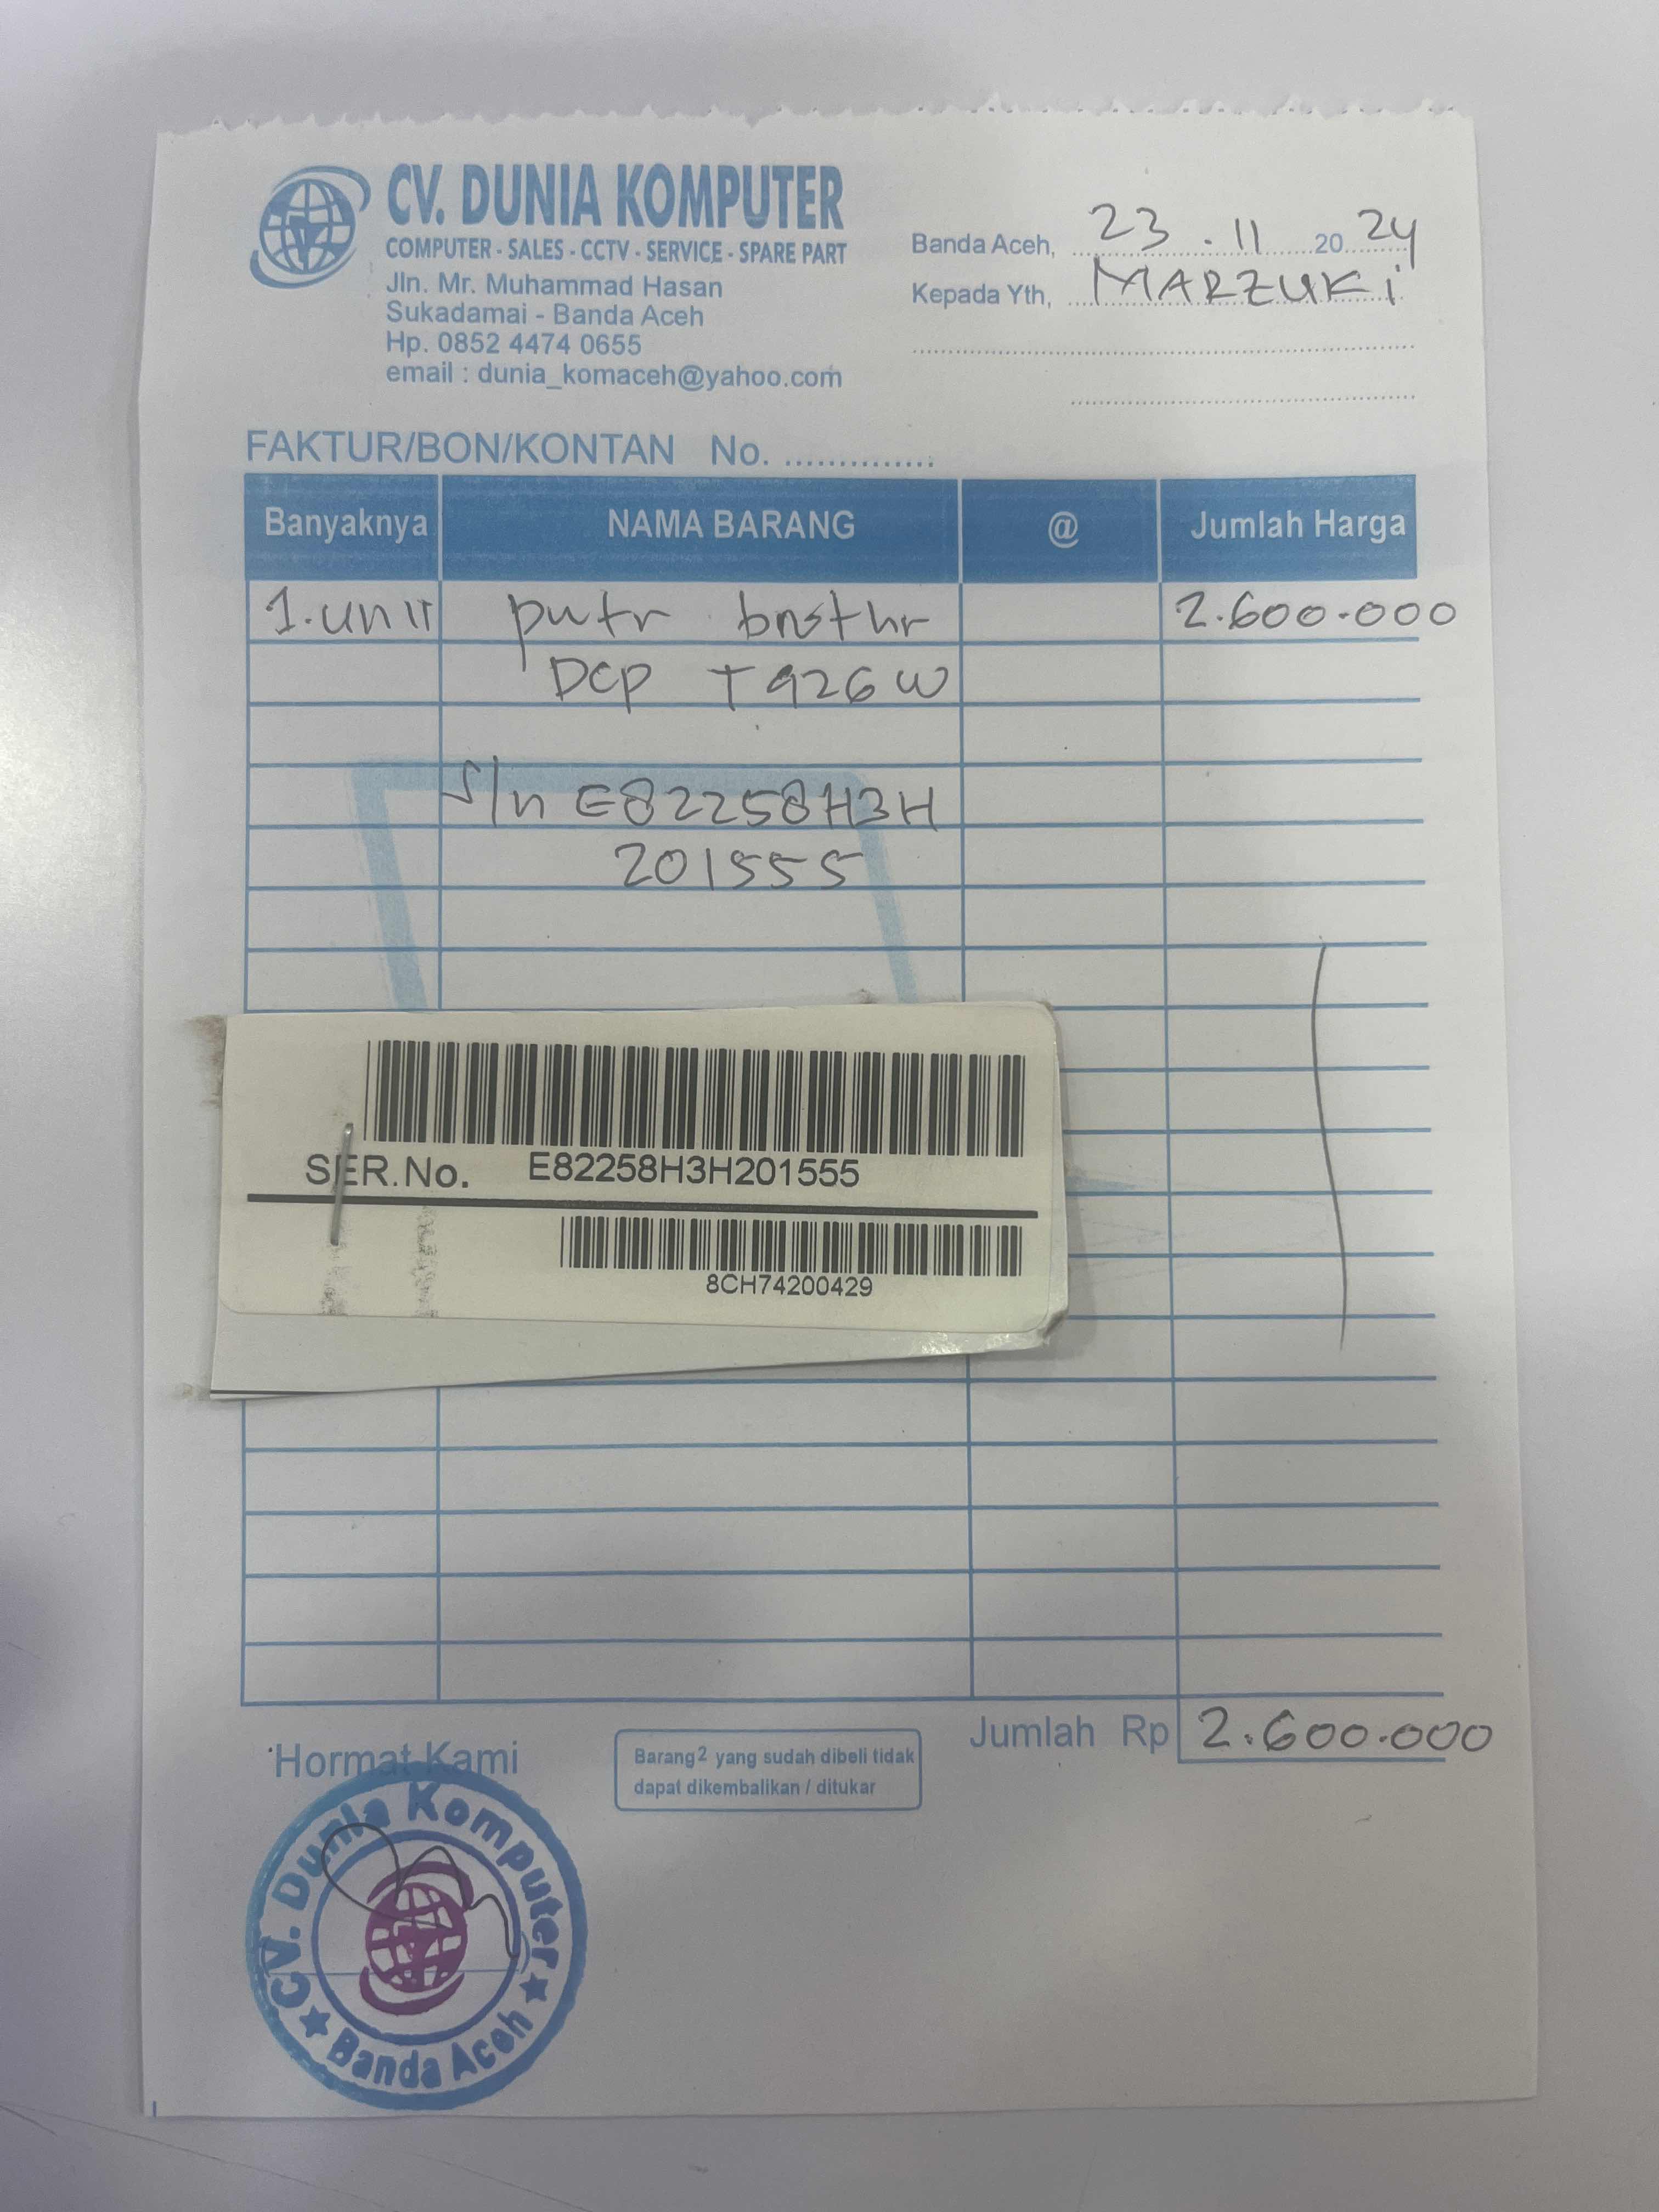 CV. DUNIA KOMPUTER
COMPUTER - SALES - CCTV - SERVICE - SPARE PART
Jln. Mr. Muhammad Hasan
Sukadamai - Banda Aceh
Hp. 0852 4474 0655
email : dunia_komaceh@yahoo.com
Banda Aceh, 23 . 11 20 24
Kepada Yth, MARZUKi
FAKTUR/BON/KONTAN No. ..............
Banyaknya NAMA BARANG @ Jumlah Harga
1.unit 2.600.000
DCP T926W
S/n E82258H3H
201555
SER.No. E82258H3H201555
8CH74200429
Jumlah Rp 2.600.000
Hormat Kami
Barang2 yang sudah dibeli tidak
dapat dikembalikan / ditukar
CV. Dunia Komputer
Banda Aceh